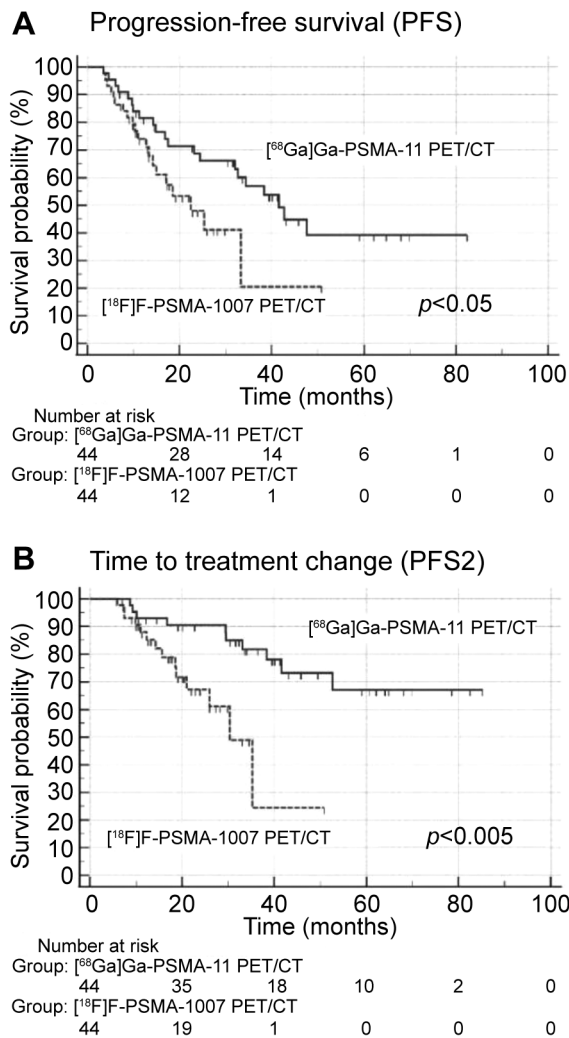 A Progression-free survival (PFS)
Survival probability (%)
100
90
80
70
60
50
40
30
20
10
0
[⁶⁸Ga]Ga-PSMA-11 PET/CT
[¹⁸F]F-PSMA-1007 PET/CT
p<0.05
0 20 40 60 80 100
Time (months)
Number at risk
Group: [⁶⁸Ga]Ga-PSMA-11 PET/CT
44 28 14 6 1 0
Group: [¹⁸F]F-PSMA-1007 PET/CT
44 12 1 0 0 0
B Time to treatment change (PFS2)
Survival probability (%)
100
90
80
70
60
50
40
30
20
10
0
[⁶⁸Ga]Ga-PSMA-11 PET/CT
[¹⁸F]F-PSMA-1007 PET/CT
p<0.005
0 20 40 60 80 100
Time (months)
Number at risk
Group: [⁶⁸Ga]Ga-PSMA-11 PET/CT
44 35 18 10 2 0
Group: [¹⁸F]F-PSMA-1007 PET/CT
44 19 1 0 0 0